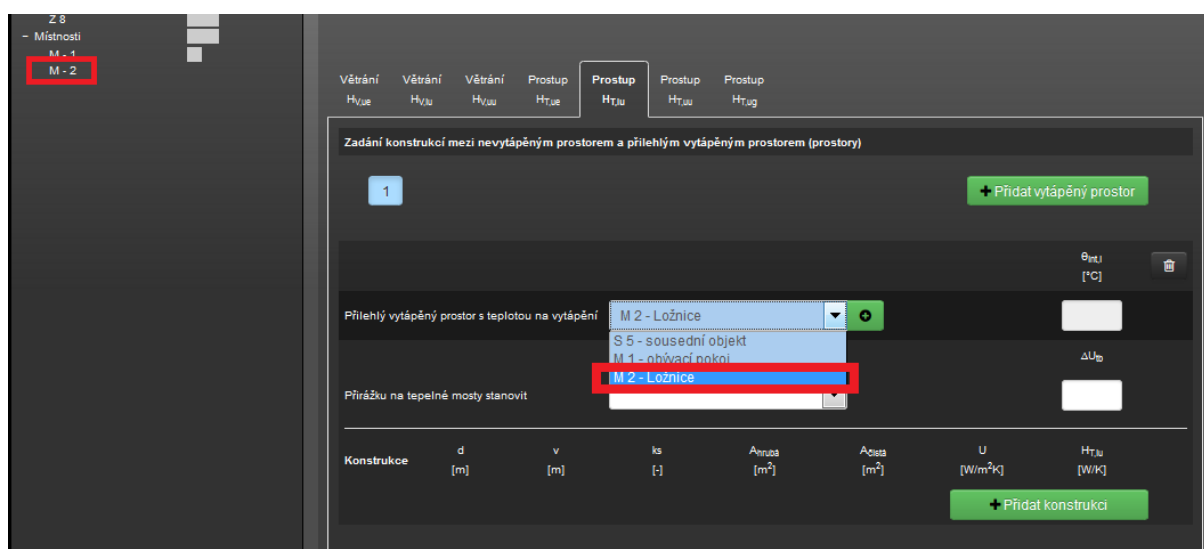 Z 8
− Místnosti
M - 1
M - 2
Větrání Větrání Větrání Prostup Prostup Prostup Prostup
HV,ue HV,iu HV,uu HT,ue HT,iu HT,uu HT,ug
Zadání konstrukcí mezi nevytápěným prostorem a přilehlým vytápěným prostorem (prostory)
1
+ Přidat vytápěný prostor
θint,i
[°C]
Přilehlý vytápěný prostor s teplotou na vytápění M 2 - Ložnice
S 5 - sousední objekt
M 1 - obývací pokoj
M 2 - Ložnice
ΔUtb
Přirážku na tepelné mosty stanovit
Konstrukce d v ks Ahrubá Ačistá U HT,iu
[m] [m] [-] [m²] [m²] [W/m²K] [W/K]
+ Přidat konstrukci